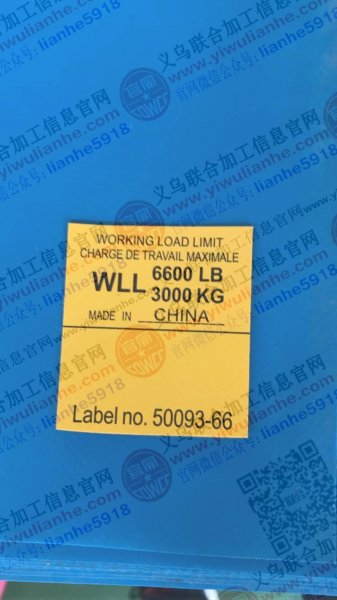 WORKING LOAD LIMIT
CHARGE DE TRAVAIL MAXIMALE
WLL 6600 LB
3000 KG
MADE IN CHINA
Label no. 50093-66
义乌联合加工信息官网
www.yiwulianhe.com
官网微信公众号: lianhe5918